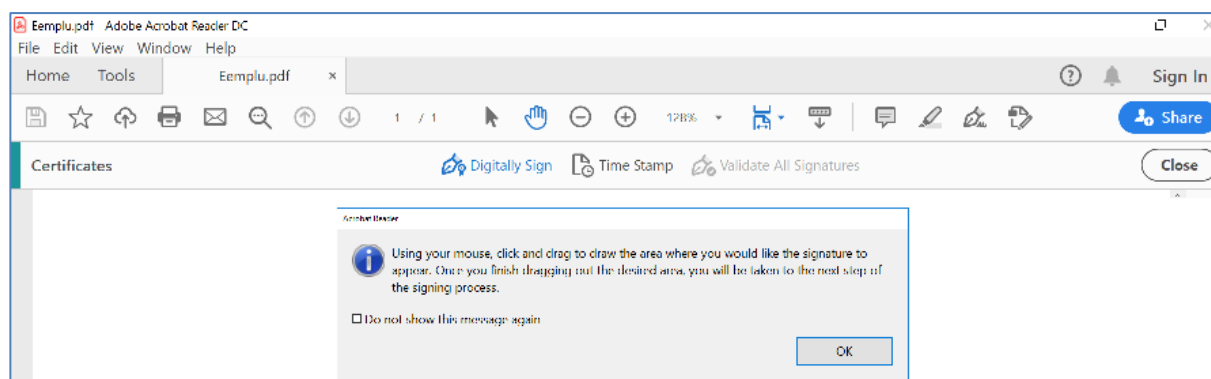 Eemplu.pdf Adobe Acrobat Reader DC
File Edit View Window Help
Home Tools Eemplu.pdf × Sign In
1 / 1 128% Share
Certificates Digitally Sign Time Stamp Validate All Signatures Close
Acrobat Reader
Using your mouse, click and drag to draw the area where you would like the signature to
appear. Once you finish dragging out the desired area, you will be taken to the next step of
the signing process.
Do not show this message again
OK